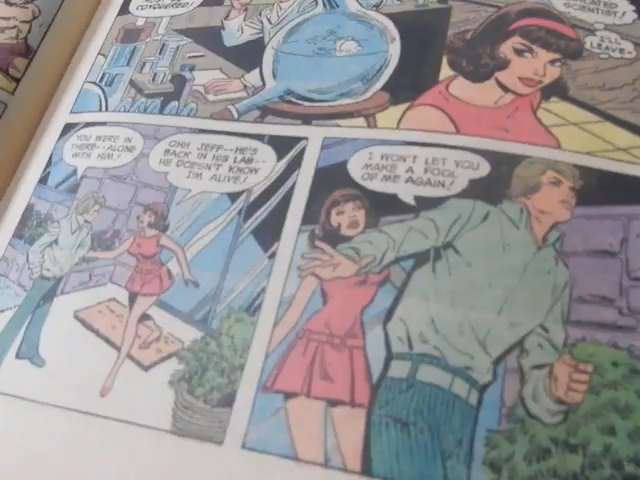 CONQUERED!
SCIENTIST!
I'LL
LEAVE.
YOU WERE IN
THERE--ALONE
WITH HIM!
OHH JEFF--HE'S
BACK IN HIS LAB--
HE DOESN'T KNOW
I'M ALIVE!
I WON'T LET YOU
MAKE A FOOL
OF ME AGAIN!